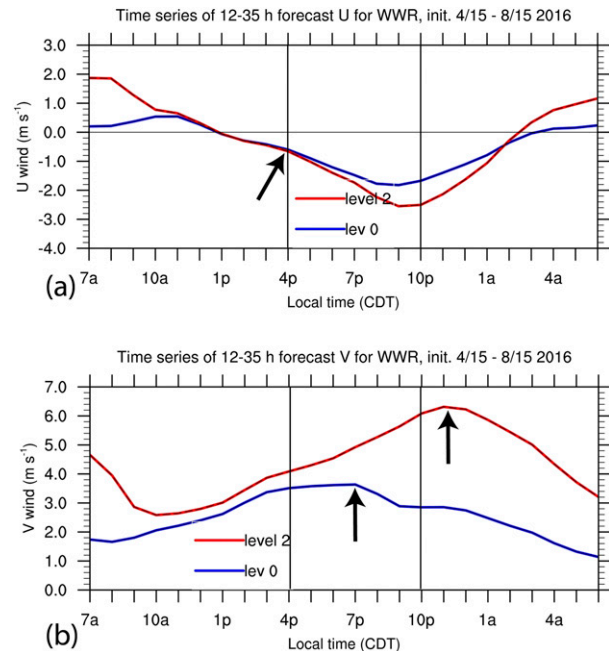 Time series of 12-35 h forecast U for WWR, init. 4/15 - 8/15 2016
3.0
2.0
1.0
0.0
-1.0
-2.0
-3.0
-4.0
U wind (m s⁻¹)
level 2
lev 0
7a 10a 1p 4p 7p 10p 1a 4a
(a)
Local time (CDT)
Time series of 12-35 h forecast V for WWR, init. 4/15 - 8/15 2016
7.0
6.0
5.0
4.0
3.0
2.0
1.0
0.0
V wind (m s⁻¹)
level 2
lev 0
7a 10a 1p 4p 7p 10p 1a 4a
(b)
Local time (CDT)